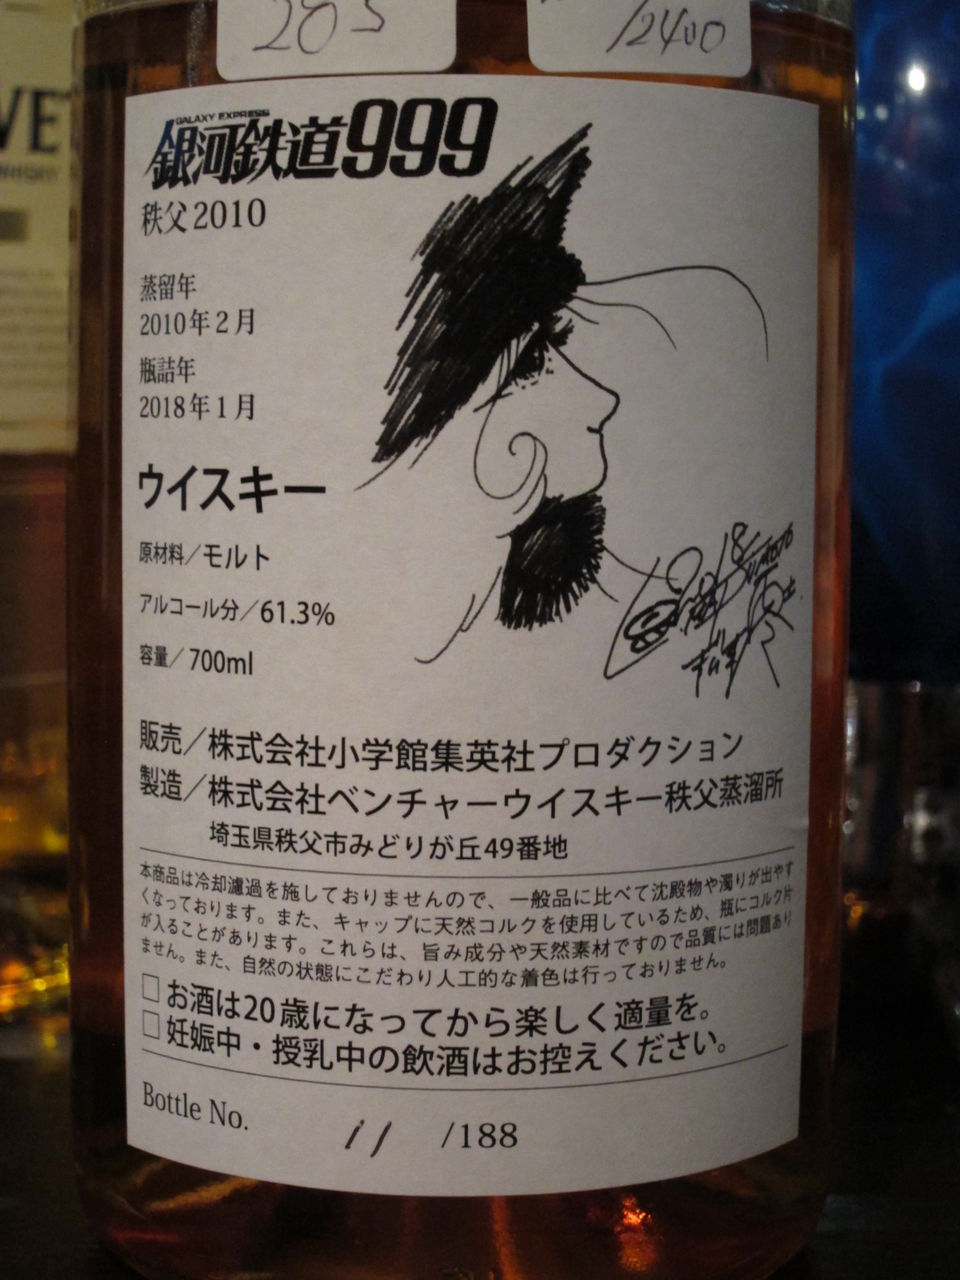 /2400
GALAXY EXPRESS
銀河鉄道999
秩父2010
蒸留年
2010年2月
瓶詰年
2018年1月
ウイスキー
原材料／モルト
アルコール分／61.3%
容量／700ml
販売／株式会社小学館集英社プロダクション
製造／株式会社ベンチャーウイスキー秩父蒸溜所
埼玉県秩父市みどりが丘49番地
本商品は冷却濾過を施しておりませんので、一般品に比べて沈殿物や濁りが出やす
くなっております。また、キャップに天然コルクを使用しているため、瓶にコルク片
が入ることがあります。これらは、旨み成分や天然素材ですので品質には問題あり
ません。また、自然の状態にこだわり人工的な着色は行っておりません。
□お酒は20歳になってから楽しく適量を。
□妊娠中・授乳中の飲酒はお控えください。
Bottle No. 11 /188